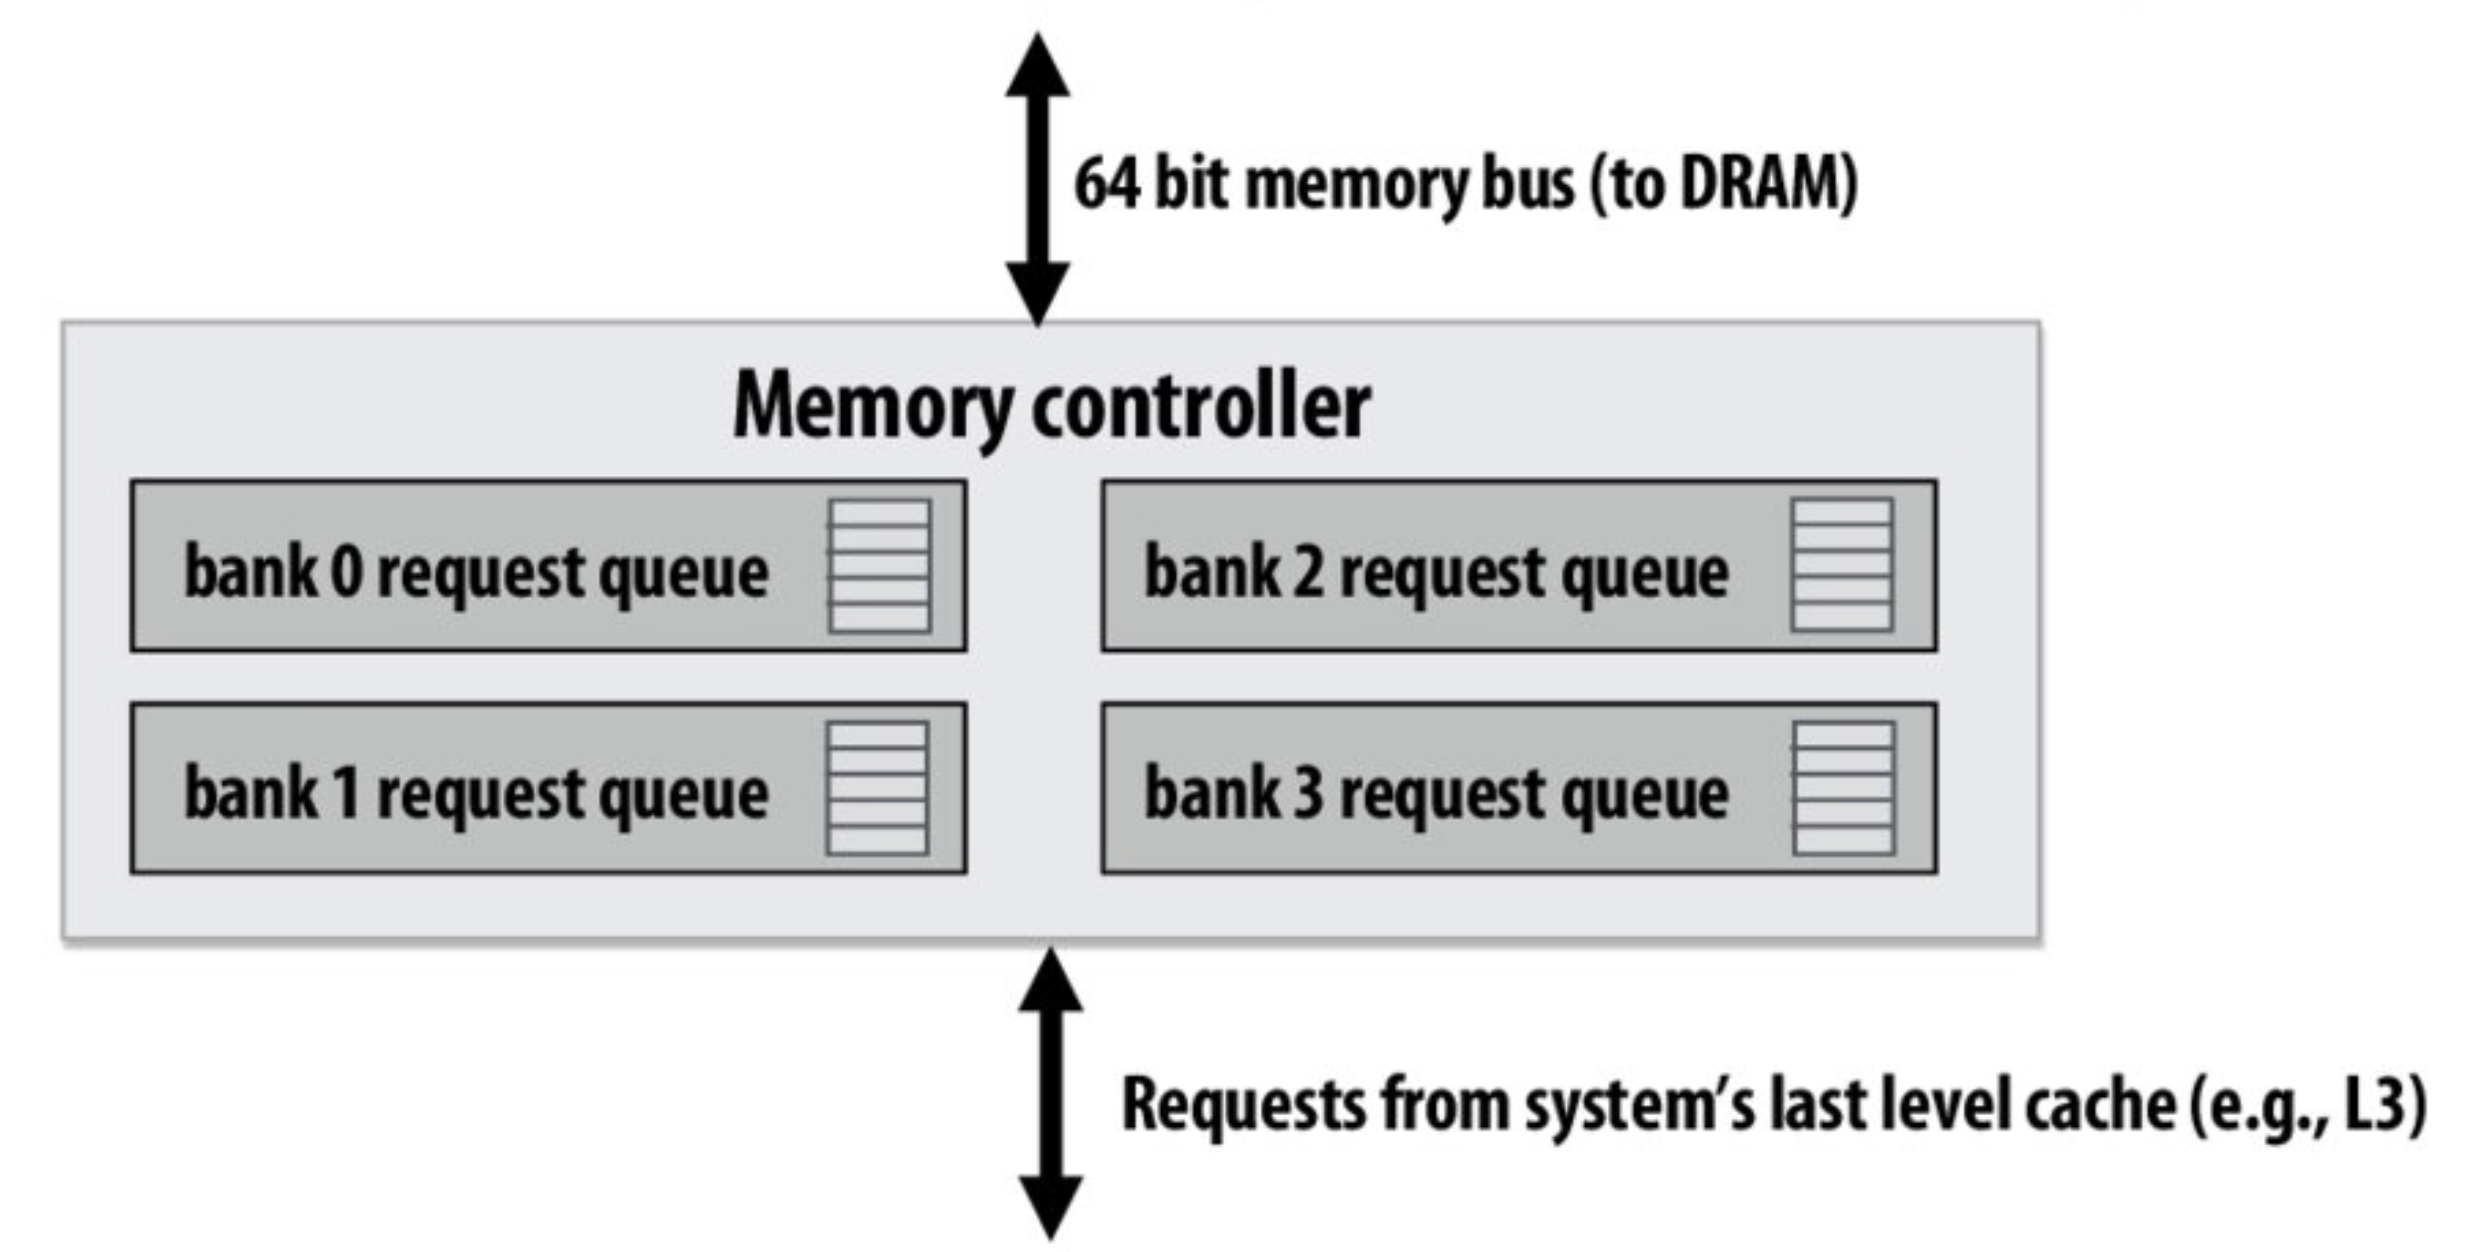 64 bit memory bus (to DRAM)
Memory controller
bank 0 request queue
bank 2 request queue
bank 1 request queue
bank 3 request queue
Requests from system’s last level cache (e.g., L3)